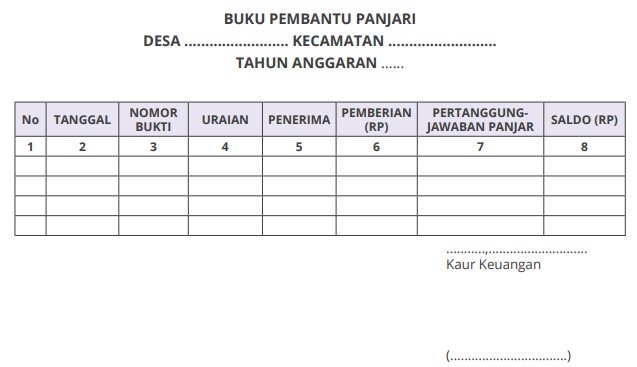 BUKU PEMBANTU PANJARI
DESA ......................... KECAMATAN ..........................
TAHUN ANGGARAN ......
No TANGGAL NOMOR BUKTI URAIAN PENERIMA PEMBERIAN (RP) PERTANGGUNG-JAWABAN PANJAR SALDO (RP)
1 2 3 4 5 6 7 8
...........,............................
Kaur Keuangan
(.................................)